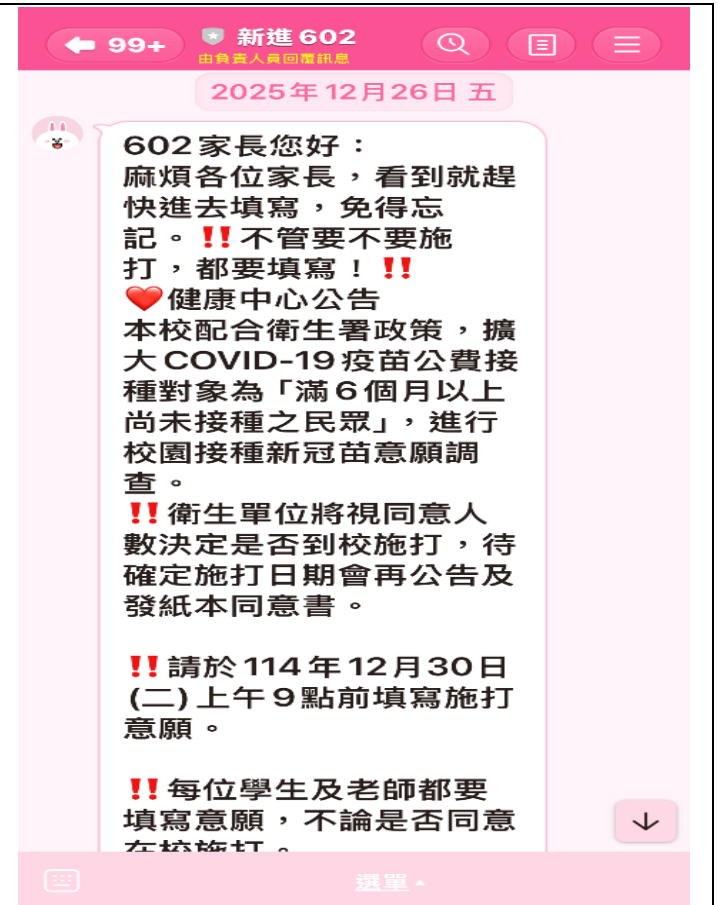 99+
新進 602
由負責人員回覆訊息
2025年12月26日 五
602家長您好：
麻煩各位家長，看到就趕
快進去填寫，免得忘
記。‼️不管要不要施
打，都要填寫！‼️
❤️健康中心公告
本校配合衛生署政策，擴
大COVID-19疫苗公費接
種對象為「滿6個月以上
尚未接種之民眾」，進行
校園接種新冠苗意願調
查。
‼️衛生單位將視同意人
數決定是否到校施打，待
確定施打日期會再公告及
發紙本同意書。
‼️請於114年12月30日
(二)上午9點前填寫施打
意願。
‼️每位學生及老師都要
填寫意願，不論是否同意
在校施打。
選單